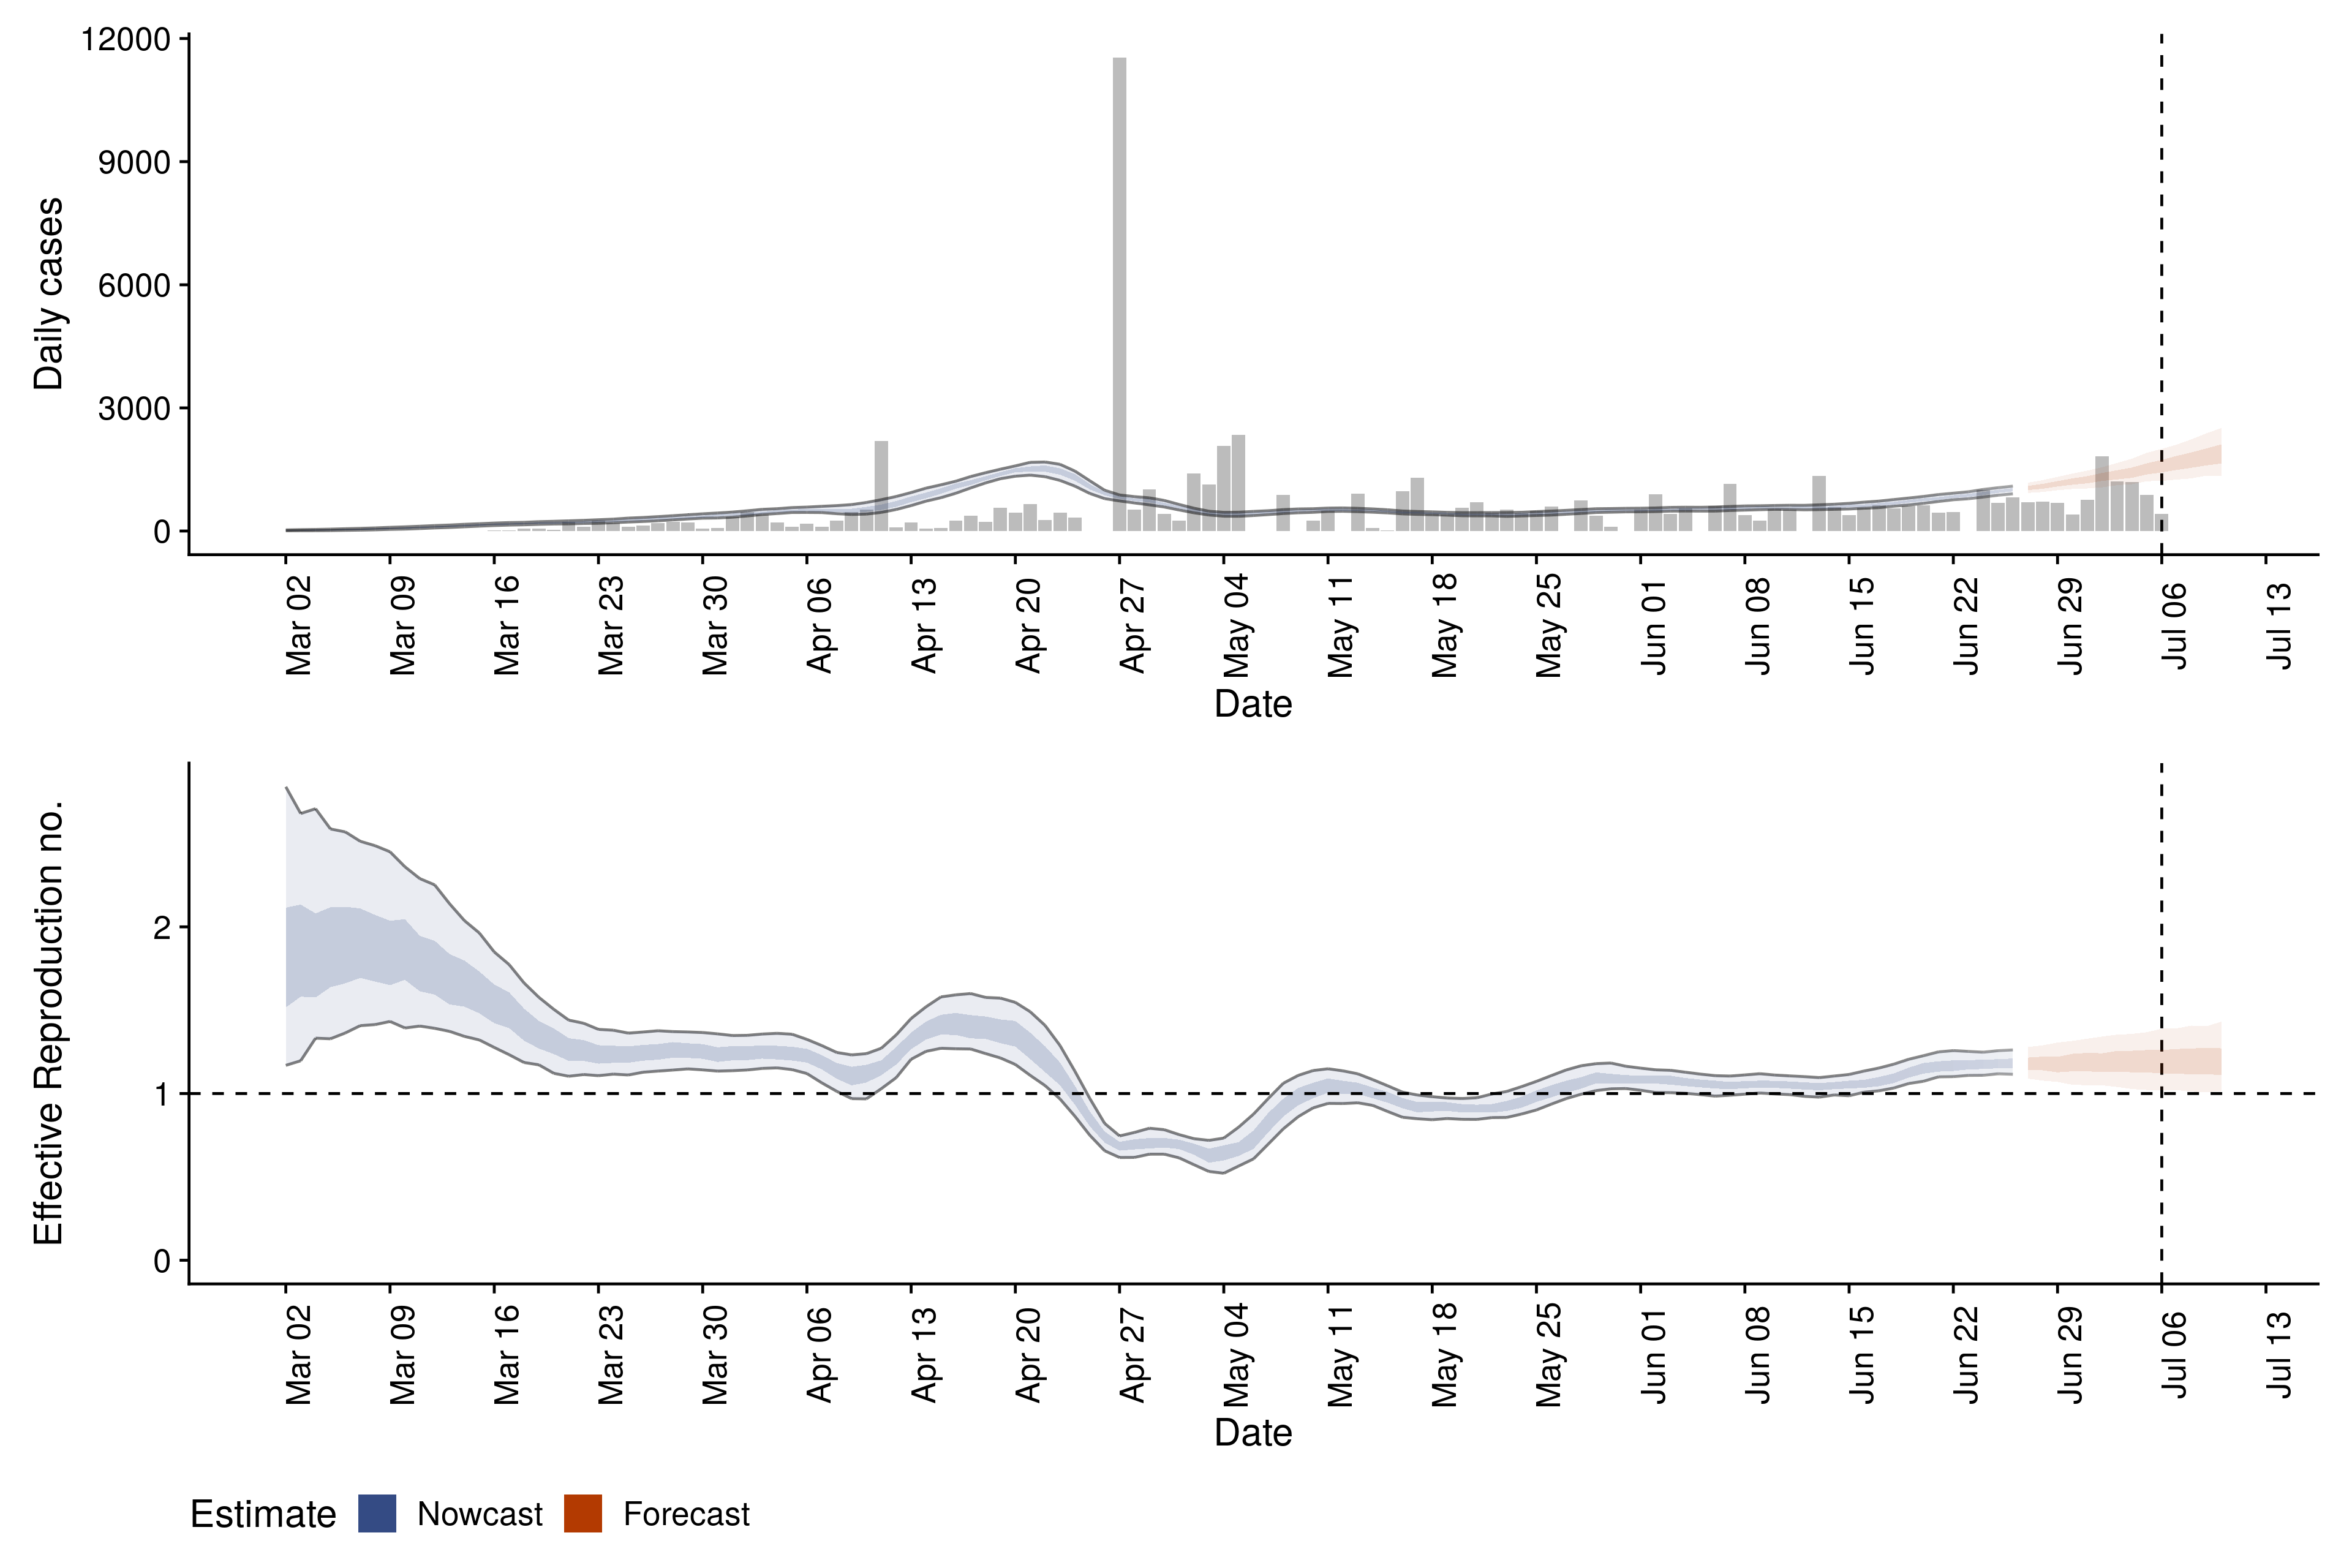 12000
9000
6000
3000
0
Daily cases
Mar 02 Mar 09 Mar 16 Mar 23 Mar 30 Apr 06 Apr 13 Apr 20 Apr 27 May 04 May 11 May 18 May 25 Jun 01 Jun 08 Jun 15 Jun 22 Jun 29 Jul 06 Jul 13
Date
2
1
0
Effective Reproduction no.
Mar 02 Mar 09 Mar 16 Mar 23 Mar 30 Apr 06 Apr 13 Apr 20 Apr 27 May 04 May 11 May 18 May 25 Jun 01 Jun 08 Jun 15 Jun 22 Jun 29 Jul 06 Jul 13
Date
Estimate Nowcast Forecast